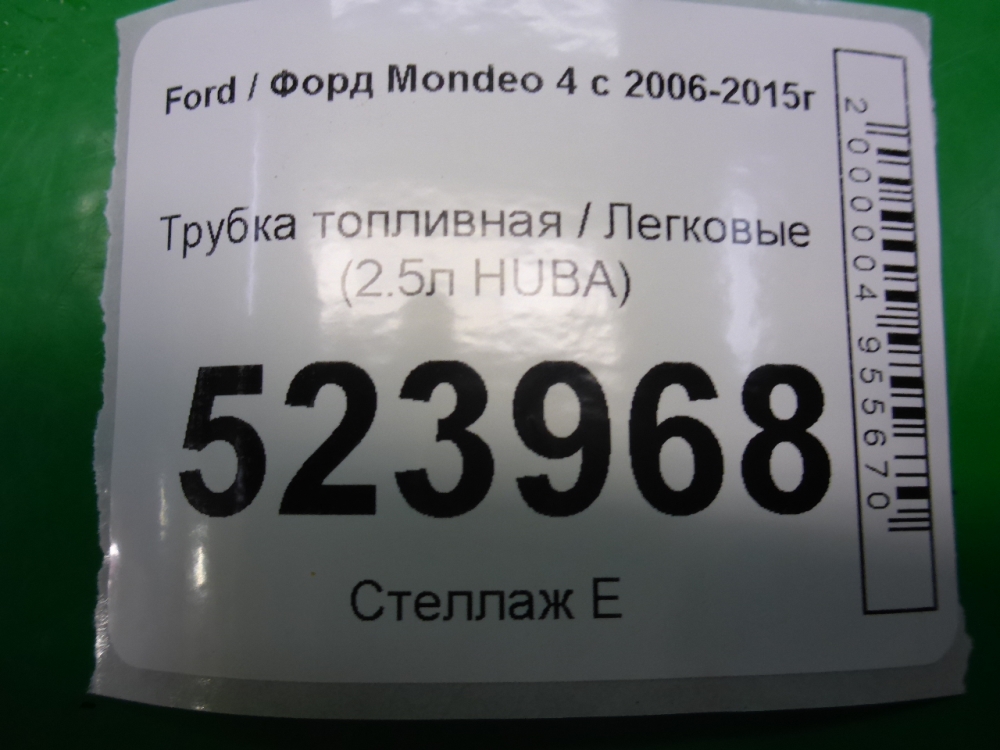 Ford / Форд Mondeo 4 с 2006-2015г
Трубка топливная / Легковые
(2.5л HUBA)
523968
Стеллаж Е
2000004955670